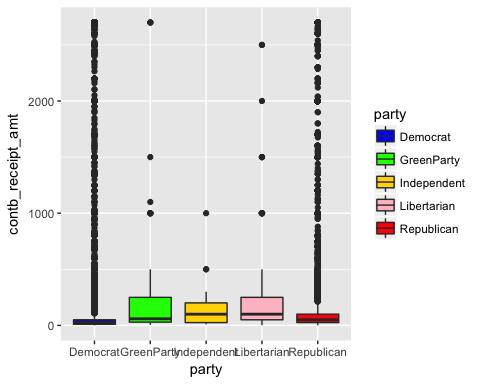 contb_receipt_amt
2000
1000
0
Democrat GreenParty Independent Libertarian Republican
party
party
Democrat
GreenParty
Independent
Libertarian
Republican